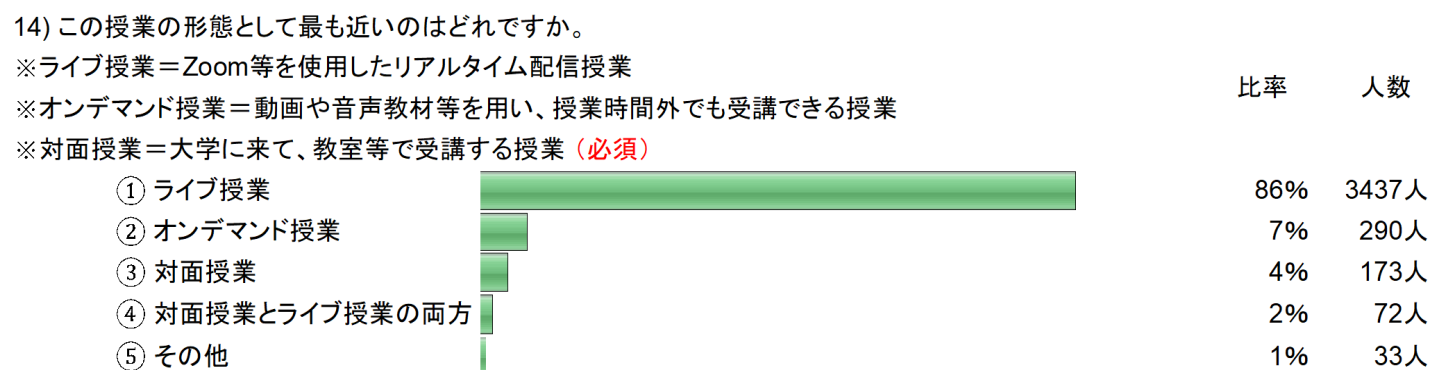 14) この授業の形態として最も近いのはどれですか。
※ライブ授業＝Zoom等を使用したリアルタイム配信授業
※オンデマンド授業＝動画や音声教材等を用い、授業時間外でも受講できる授業
※対面授業＝大学に来て、教室等で受講する授業（必須）
比率 人数
① ライブ授業 86% 3437人
② オンデマンド授業 7% 290人
③ 対面授業 4% 173人
④ 対面授業とライブ授業の両方 2% 72人
⑤ その他 1% 33人